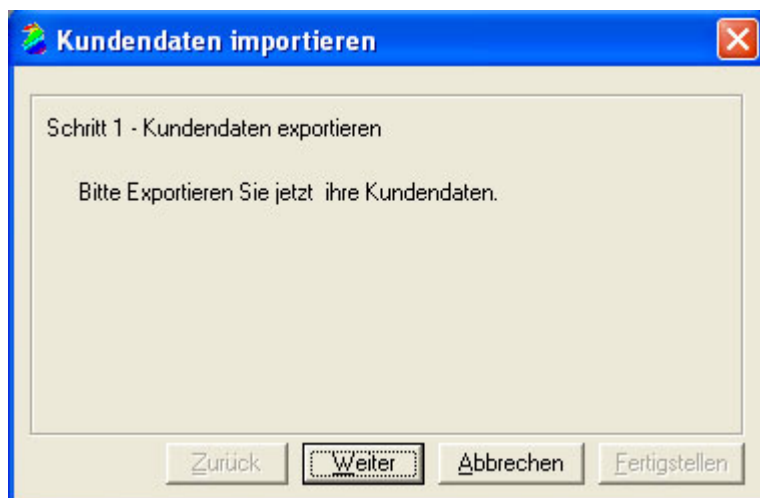 Kundendaten importieren
Schritt 1 - Kundendaten exportieren
Bitte Exportieren Sie jetzt ihre Kundendaten.
Zurück Weiter Abbrechen Fertigstellen